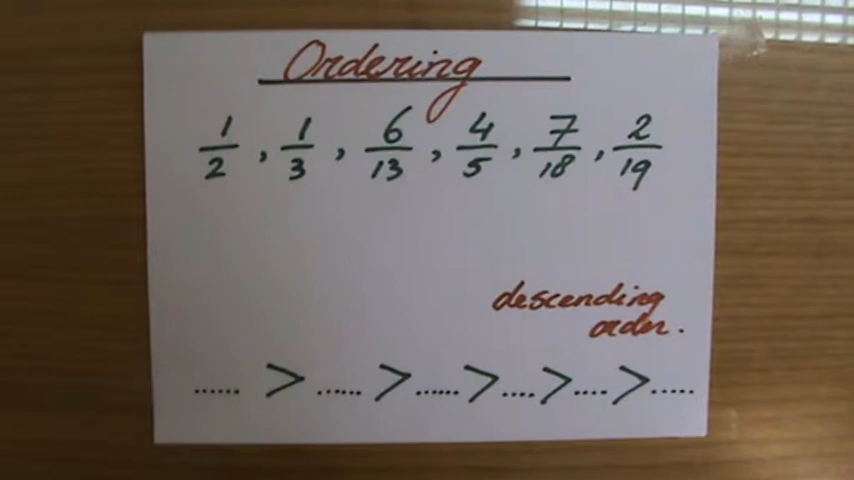 Ordering
1/2 , 1/3 , 6/13 , 4/5 , 7/18 , 2/19
descending
order.
...... > ...... > ...... > .... > .... > .....